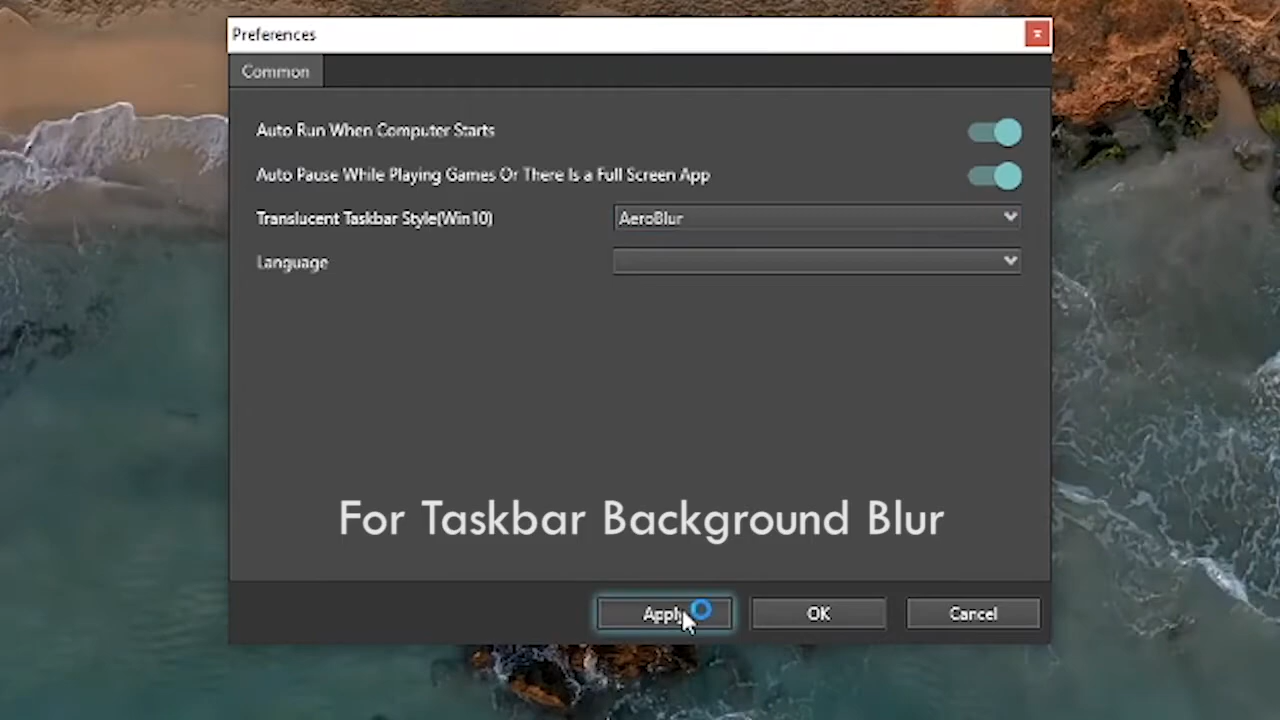 Preferences
Common
Auto Run When Computer Starts
Auto Pause While Playing Games Or There Is a Full Screen App
Translucent Taskbar Style(Win10)
AeroBlur
Language
For Taskbar Background Blur
Apply
OK
Cancel